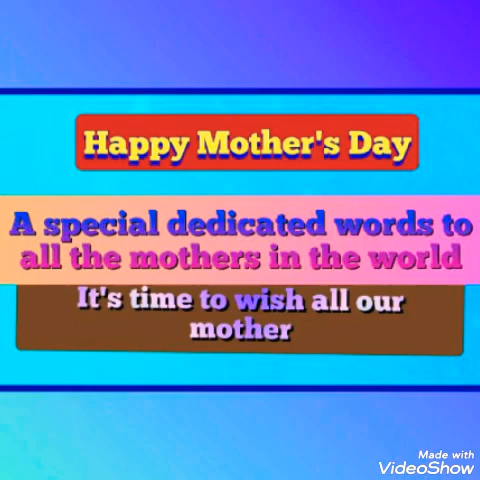 Happy Mother's Day
A special dedicated words to
all the mothers in the world
It's time to wish all our
mother
Made with
VideoShow